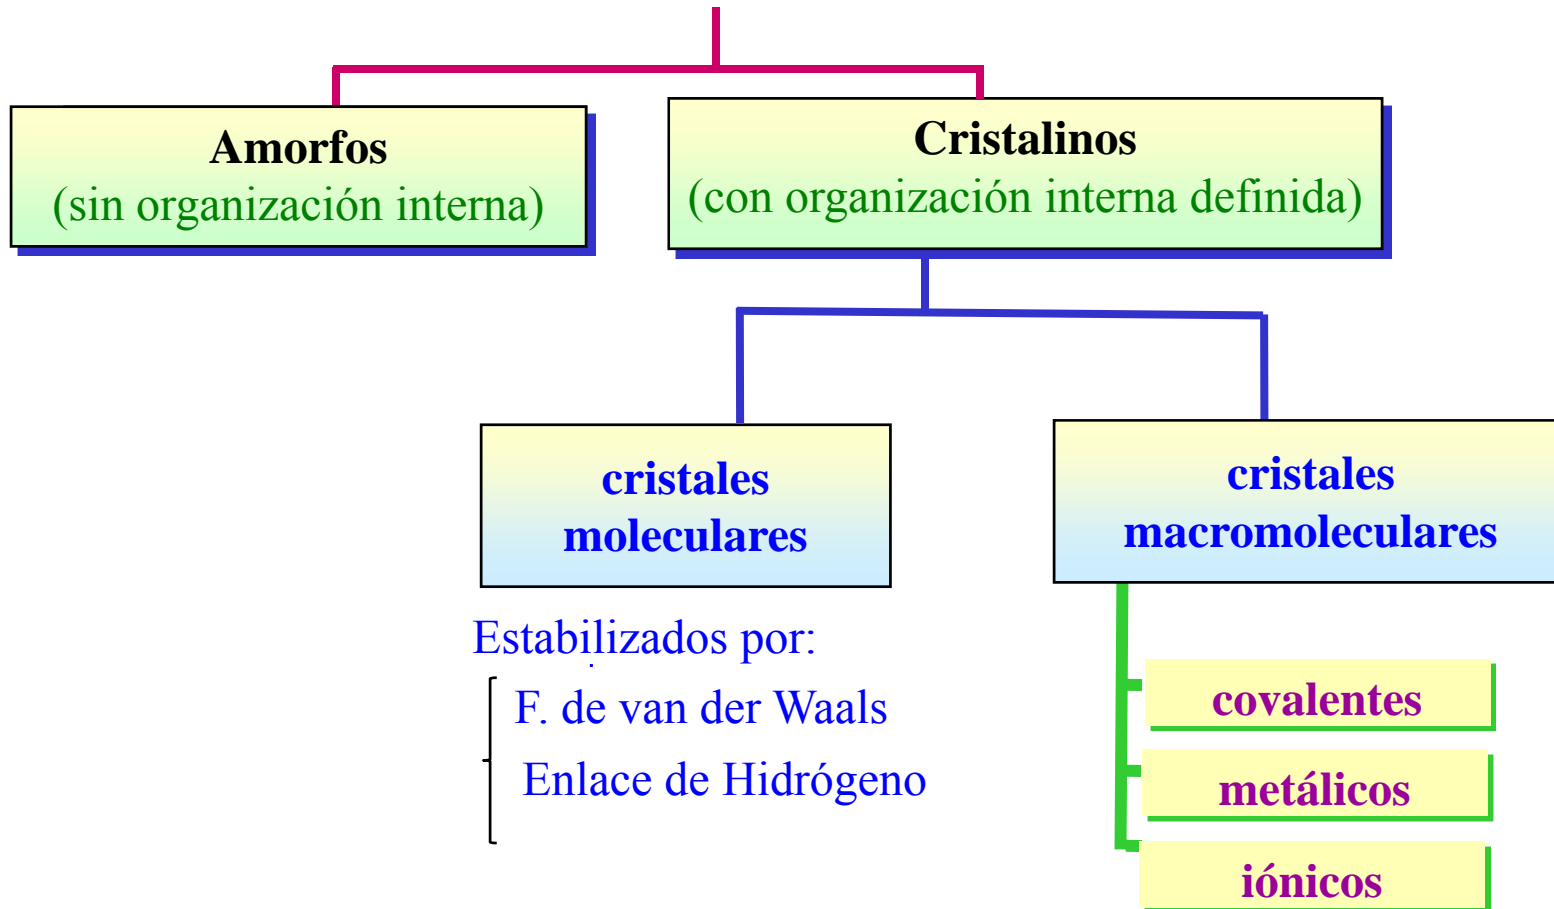 Amorfos
(sin organización interna)
Cristalinos
(con organización interna definida)
cristales
moleculares
cristales
macromoleculares
Estabilizados por:
F. de van der Waals
Enlace de Hidrógeno
covalentes
metálicos
iónicos